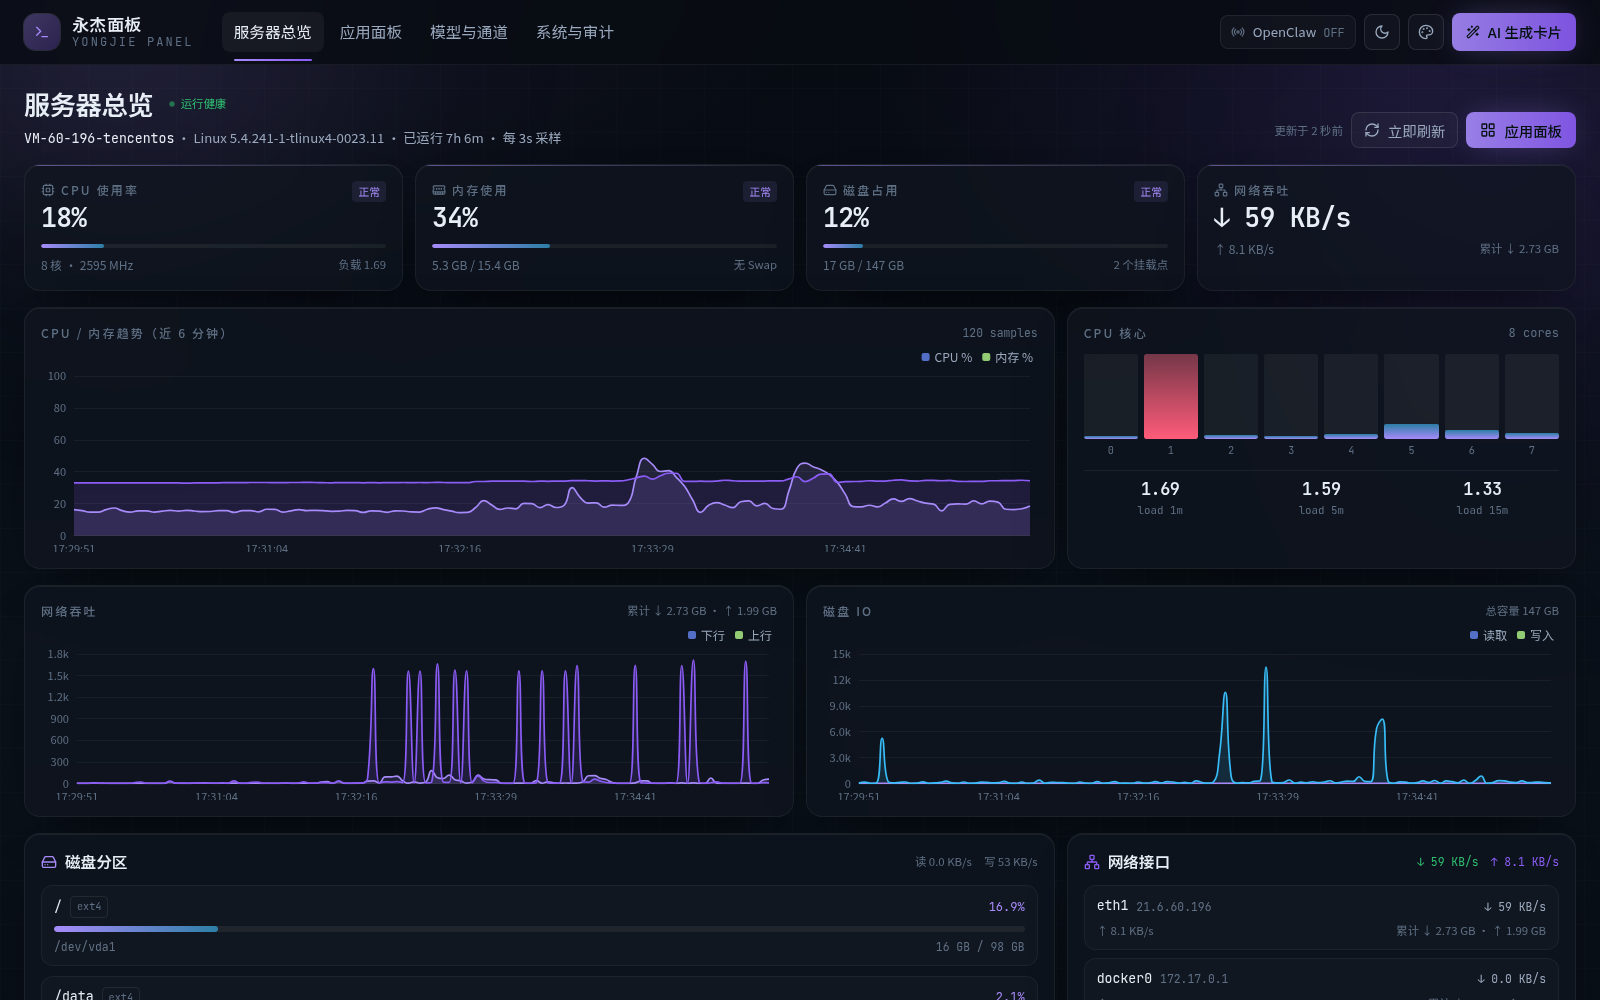 永杰面板
YONGJIE PANEL
服务器总览
应用面板
模型与通道
系统与审计
OpenClaw OFF
AI 生成卡片
服务器总览
运行健康
VM-60-196-tencentos • Linux 5.4.241-1-tlinux4-0023.11 • 已运行 7h 6m • 每 3s 采样
更新于 2 秒前
立即刷新
应用面板
CPU 使用率
正常
18%
8 核 • 2595 MHz
负载 1.69
内存使用
正常
34%
5.3 GB / 15.4 GB
无 Swap
磁盘占用
正常
12%
17 GB / 147 GB
2 个挂载点
网络吞吐
↓ 59 KB/s
↑ 8.1 KB/s
累计 ↓ 2.73 GB
CPU / 内存趋势（近 6 分钟）
120 samples
CPU % 内存 %
100
80
60
40
20
0
17:29:51 17:31:04 17:32:16 17:33:29 17:34:41
CPU 核心
8 cores
0 1 2 3 4 5 6 7
1.69 1.59 1.33
load 1m load 5m load 15m
网络吞吐
累计 ↓ 2.73 GB • ↑ 1.99 GB
下行 上行
1.8k
1.5k
1.2k
900
600
300
0
17:29:51 17:31:04 17:32:16 17:33:29 17:34:41
磁盘 IO
总容量 147 GB
读取 写入
15k
12k
9.0k
6.0k
3.0k
0
17:29:51 17:31:04 17:32:16 17:33:29 17:34:41
磁盘分区
读 0.0 KB/s 写 53 KB/s
/ ext4
16.9%
/dev/vda1
16 GB / 98 GB
/data ext4
2.1%
网络接口
↓ 59 KB/s ↑ 8.1 KB/s
eth1 21.6.60.196
↓ 59 KB/s
↑ 8.1 KB/s
累计 ↓ 2.73 GB • ↑ 1.99 GB
docker0 172.17.0.1
↓ 0.0 KB/s